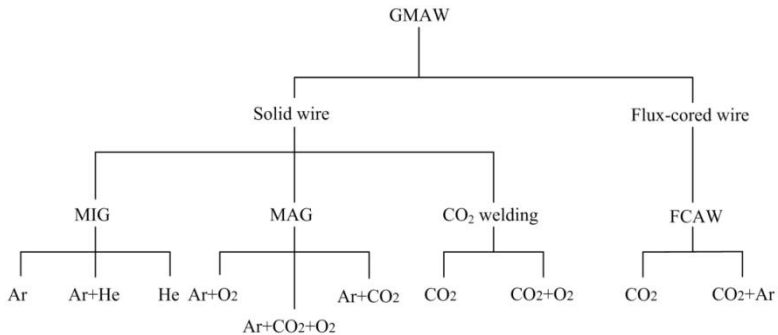 GMAW
Solid wire
Flux-cored wire
MIG
MAG
CO₂ welding
FCAW
Ar
Ar+He
He
Ar+O₂
Ar+CO₂+O₂
Ar+CO₂
CO₂
CO₂+O₂
CO₂
CO₂+Ar